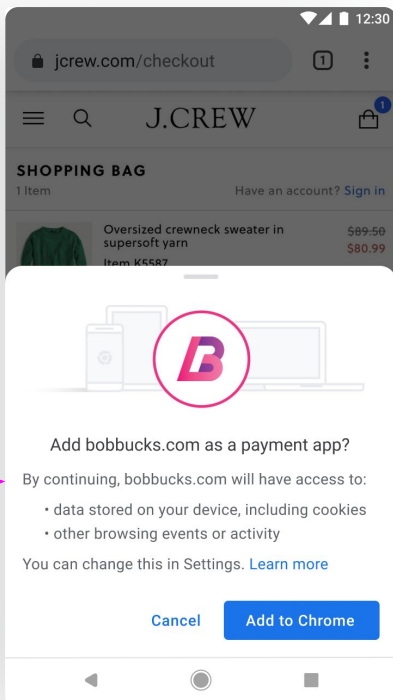 12:30
jcrew.com/checkout
1
J.CREW
1
SHOPPING BAG
1 Item
Have an account? Sign in
Oversized crewneck sweater in
$89.50
supersoft yarn
$80.99
Item K5587
B
Add bobbucks.com as a payment app?
By continuing, bobbucks.com will have access to:
• data stored on your device, including cookies
• other browsing events or activity
You can change this in Settings. Learn more
Cancel
Add to Chrome